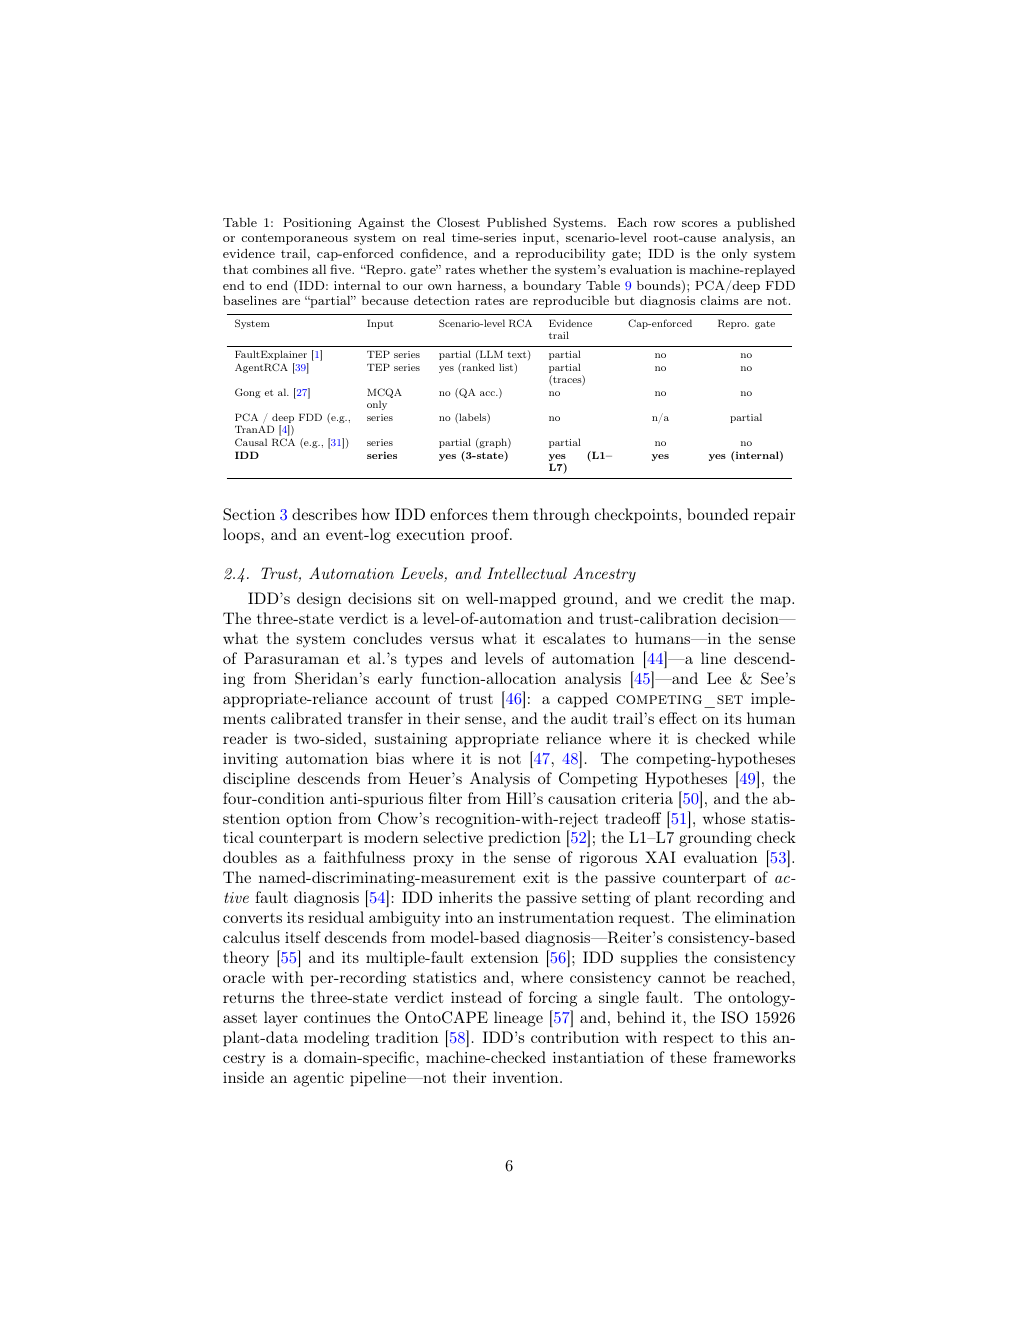 Table 1: Positioning Against the Closest Published Systems. Each row scores a published
or contemporaneous system on real time-series input, scenario-level root-cause analysis, an
evidence trail, cap-enforced confidence, and a reproducibility gate; IDD is the only system
that combines all five. “Repro. gate” rates whether the system’s evaluation is machine-replayed
end to end (IDD: internal to our own harness, a boundary Table 9 bounds); PCA/deep FDD
baselines are “partial” because detection rates are reproducible but diagnosis claims are not.
System Input Scenario-level RCA Evidence trail Cap-enforced Repro. gate
FaultExplainer [1] TEP series partial (LLM text) partial no no
AgentRCA [39] TEP series yes (ranked list) partial (traces) no no
Gong et al. [27] MCQA only no (QA acc.) no no no
PCA / deep FDD (e.g., TranAD [4]) series no (labels) no n/a partial
Causal RCA (e.g., [31]) series partial (graph) partial no no
IDD series yes (3-state) yes (L1–L7) yes yes (internal)
Section 3 describes how IDD enforces them through checkpoints, bounded repair
loops, and an event-log execution proof.
2.4. Trust, Automation Levels, and Intellectual Ancestry
IDD’s design decisions sit on well-mapped ground, and we credit the map.
The three-state verdict is a level-of-automation and trust-calibration decision—
what the system concludes versus what it escalates to humans—in the sense
of Parasuraman et al.’s types and levels of automation [44]—a line descend-
ing from Sheridan’s early function-allocation analysis [45]—and Lee & See’s
appropriate-reliance account of trust [46]: a capped COMPETING_SET imple-
ments calibrated transfer in their sense, and the audit trail’s effect on its human
reader is two-sided, sustaining appropriate reliance where it is checked while
inviting automation bias where it is not [47, 48]. The competing-hypotheses
discipline descends from Heuer’s Analysis of Competing Hypotheses [49], the
four-condition anti-spurious filter from Hill’s causation criteria [50], and the ab-
stention option from Chow’s recognition-with-reject tradeoff [51], whose statis-
tical counterpart is modern selective prediction [52]; the L1–L7 grounding check
doubles as a faithfulness proxy in the sense of rigorous XAI evaluation [53].
The named-discriminating-measurement exit is the passive counterpart of ac-
tive fault diagnosis [54]: IDD inherits the passive setting of plant recording and
converts its residual ambiguity into an instrumentation request. The elimination
calculus itself descends from model-based diagnosis—Reiter’s consistency-based
theory [55] and its multiple-fault extension [56]; IDD supplies the consistency
oracle with per-recording statistics and, where consistency cannot be reached,
returns the three-state verdict instead of forcing a single fault. The ontology-
asset layer continues the OntoCAPE lineage [57] and, behind it, the ISO 15926
plant-data modeling tradition [58]. IDD’s contribution with respect to this an-
cestry is a domain-specific, machine-checked instantiation of these frameworks
inside an agentic pipeline—not their invention.
6